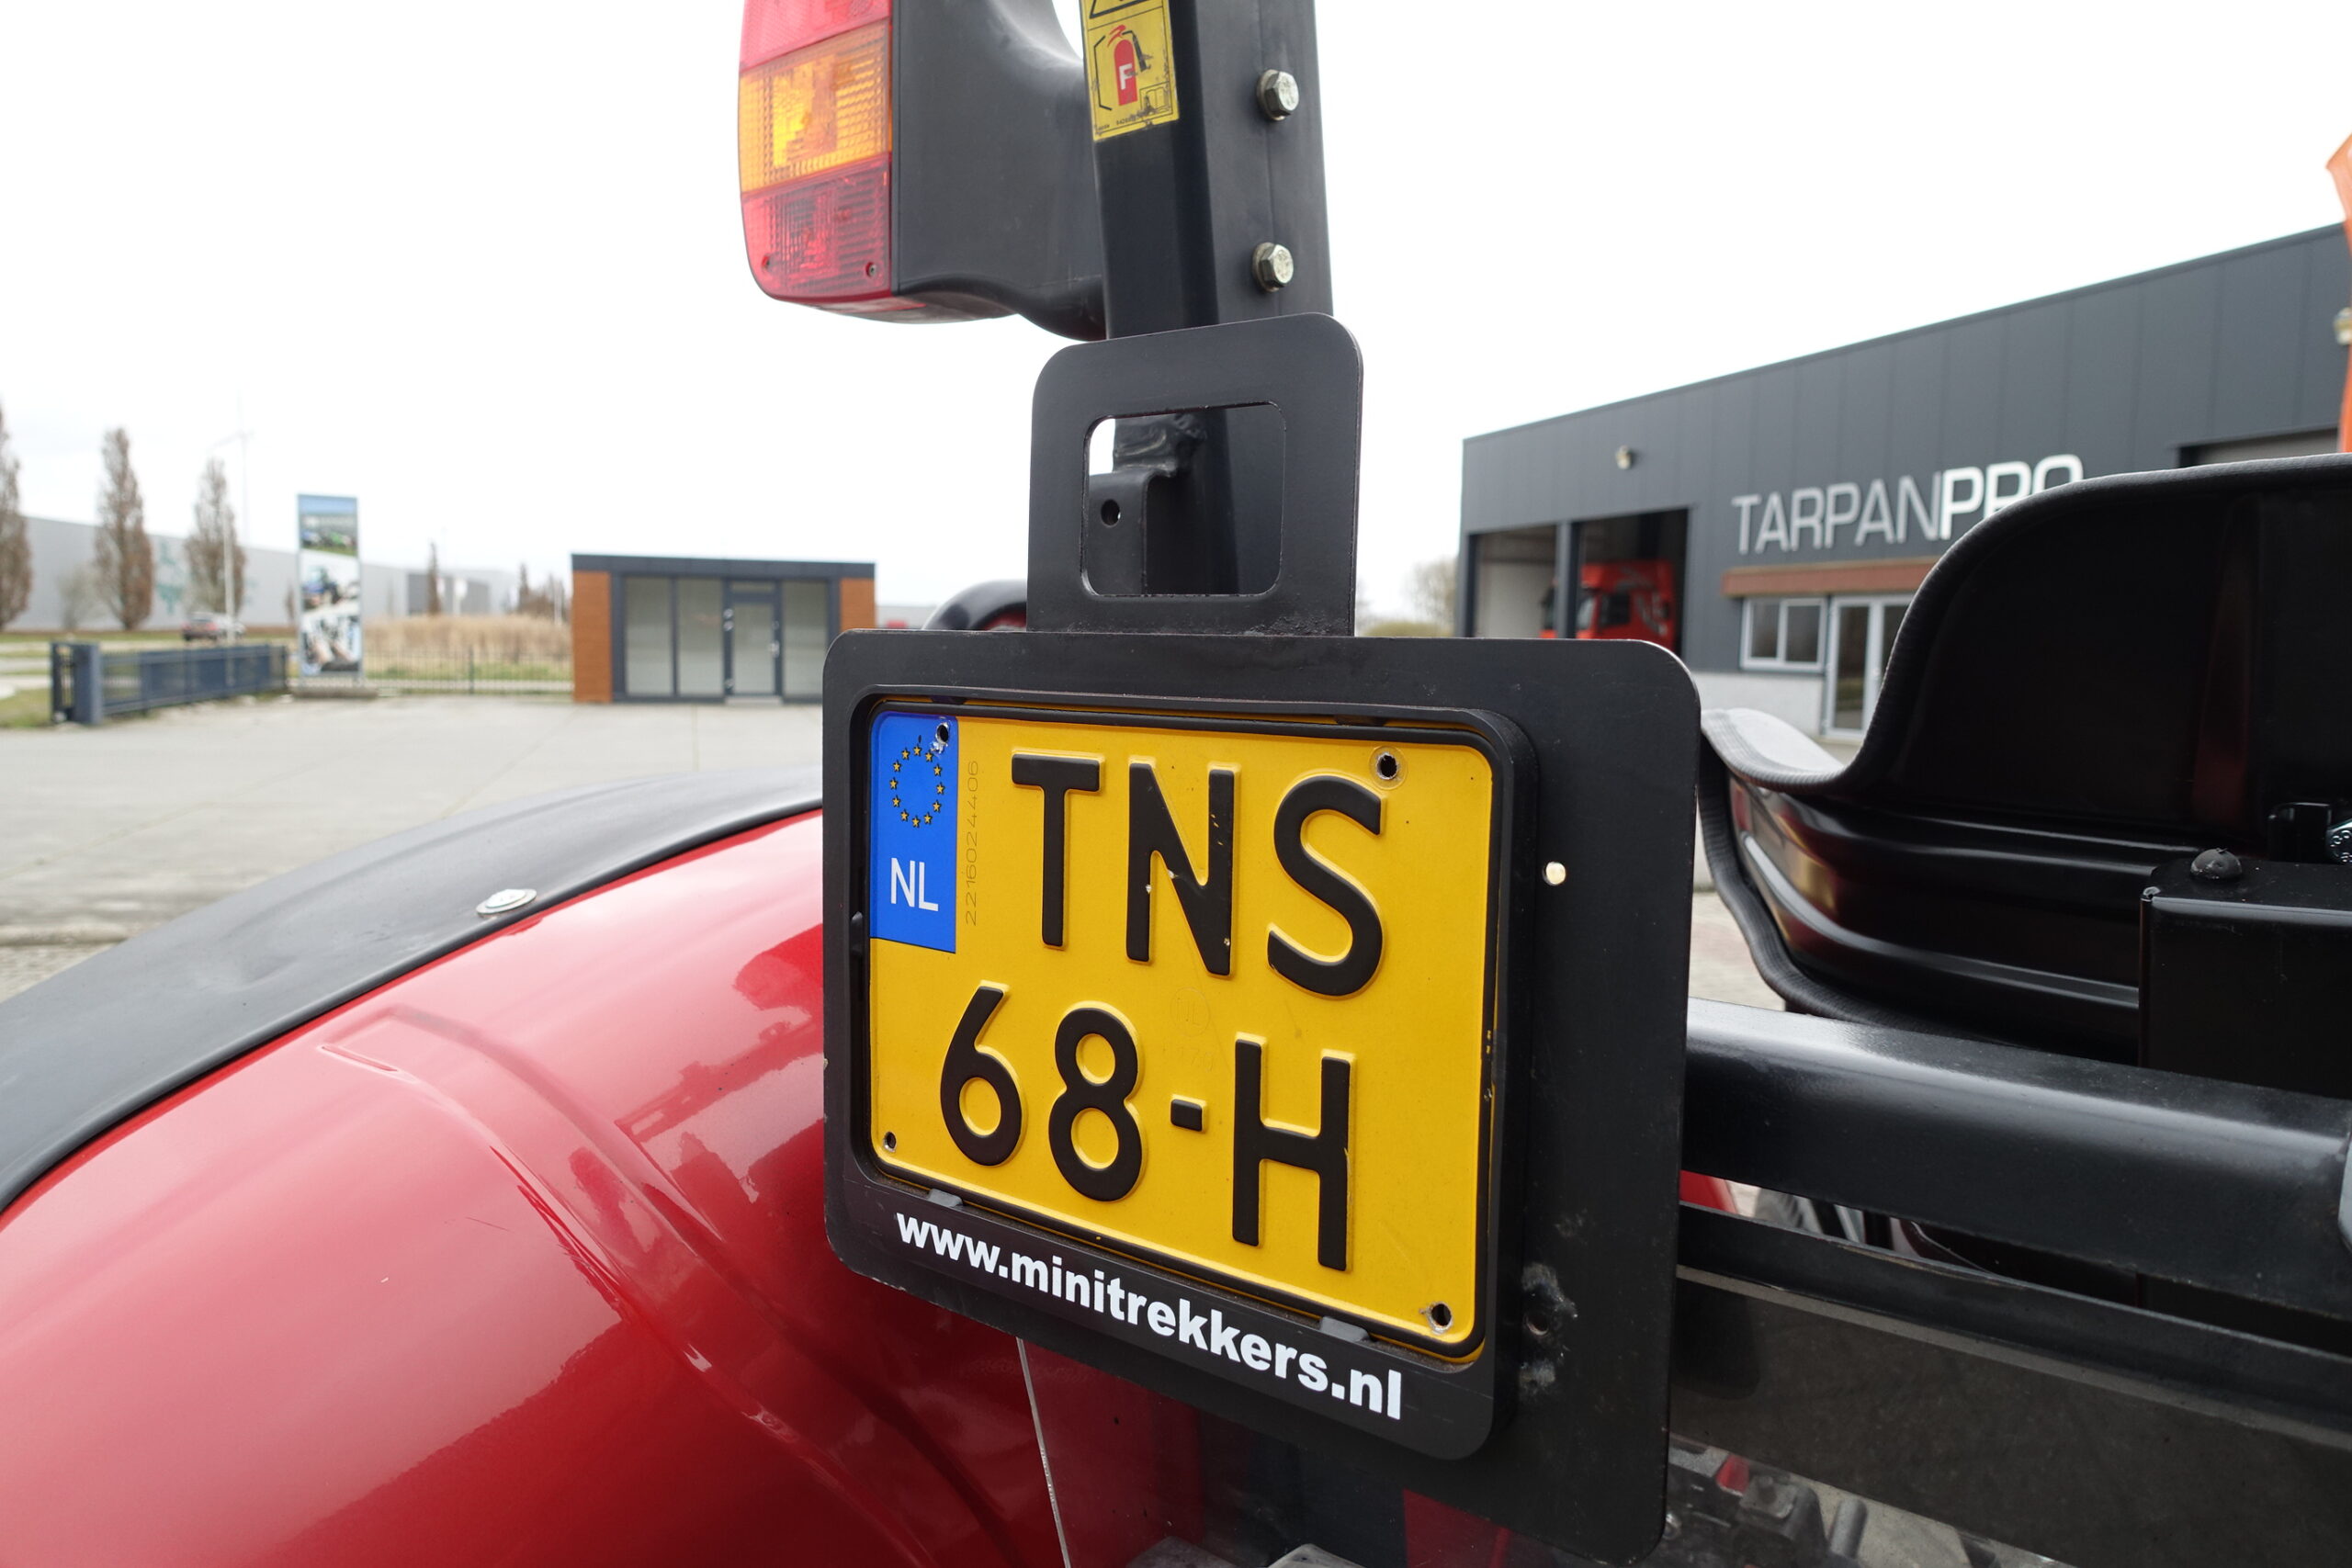 F
TARPANPRO
NL
2216024406
TNS
68-H
www.minitrekkers.nl